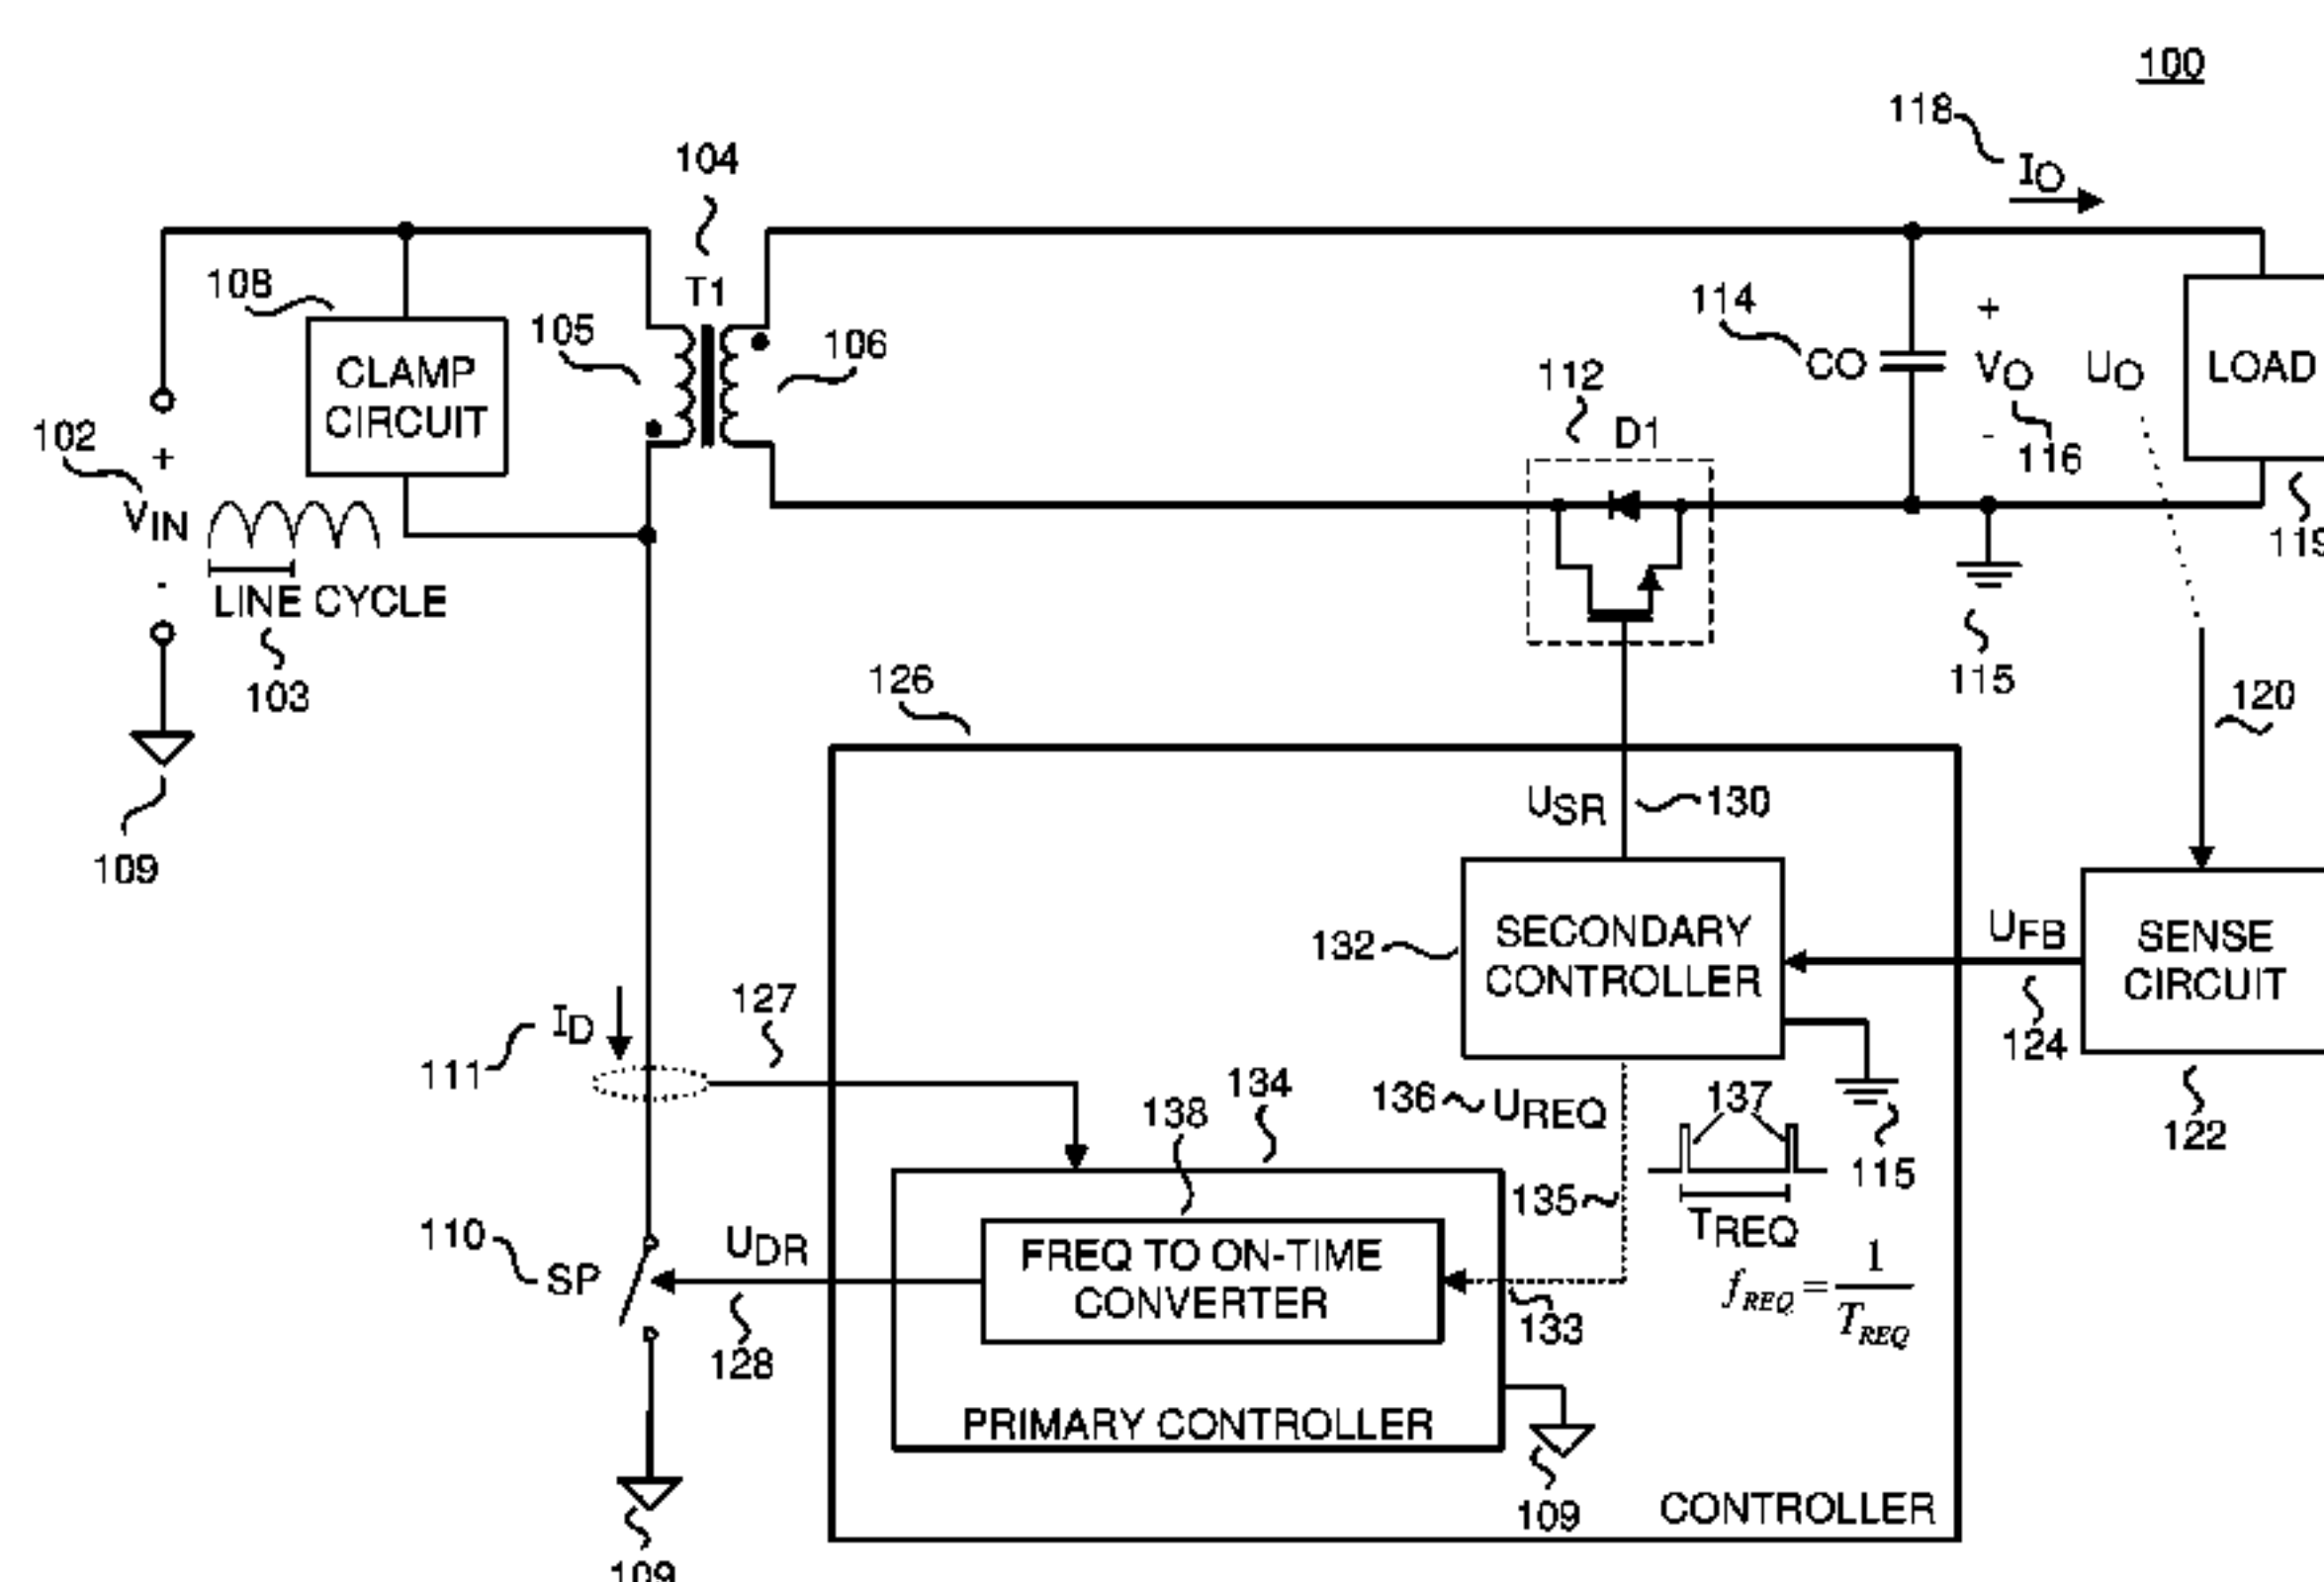 100
118
IO
104
T1
108
CLAMP
CIRCUIT
105
106
114
CO
+
VO
-
116
UO
LOAD
119
112
D1
102
+
VIN
-
LINE CYCLE
103
109
115
120
126
USR
130
132
SECONDARY
CONTROLLER
UFB
124
SENSE
CIRCUIT
122
111
ID
127
138
134
136
UREQ
137
115
135
TREQ
fREQ = 1
TREQ
110
SP
UDR
128
FREQ TO ON-TIME
CONVERTER
133
PRIMARY CONTROLLER
109
109
CONTROLLER